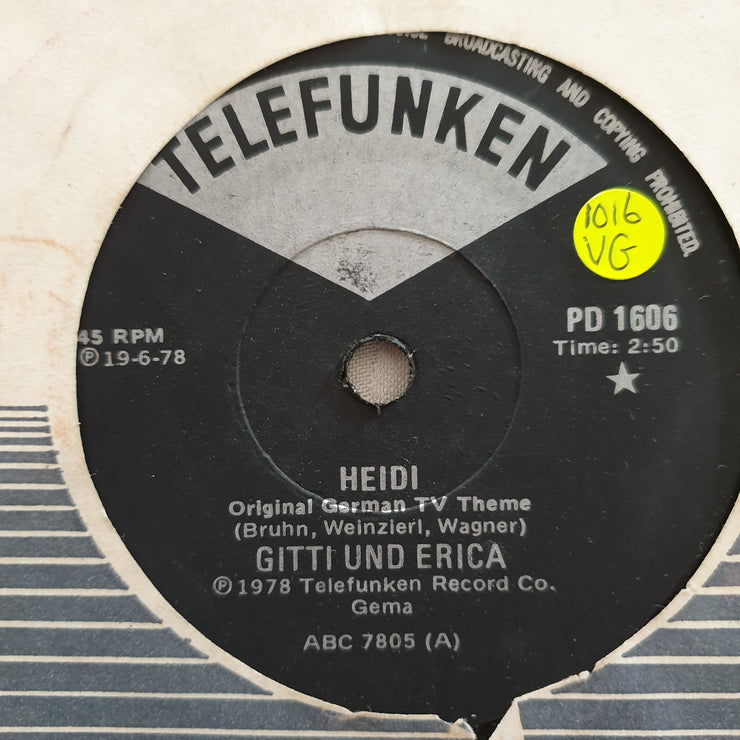 BROADCASTING AND COPYING PROHIBITED.
TELEFUNKEN
1016
VG
45 RPM
℗ 19-6-78
PD 1606
Time: 2:50
HEIDI
Original German TV Theme
(Bruhn, Weinzierl, Wagner)
GITTI UND ERICA
℗ 1978 Telefunken Record Co.
Gema
ABC 7805 (A)